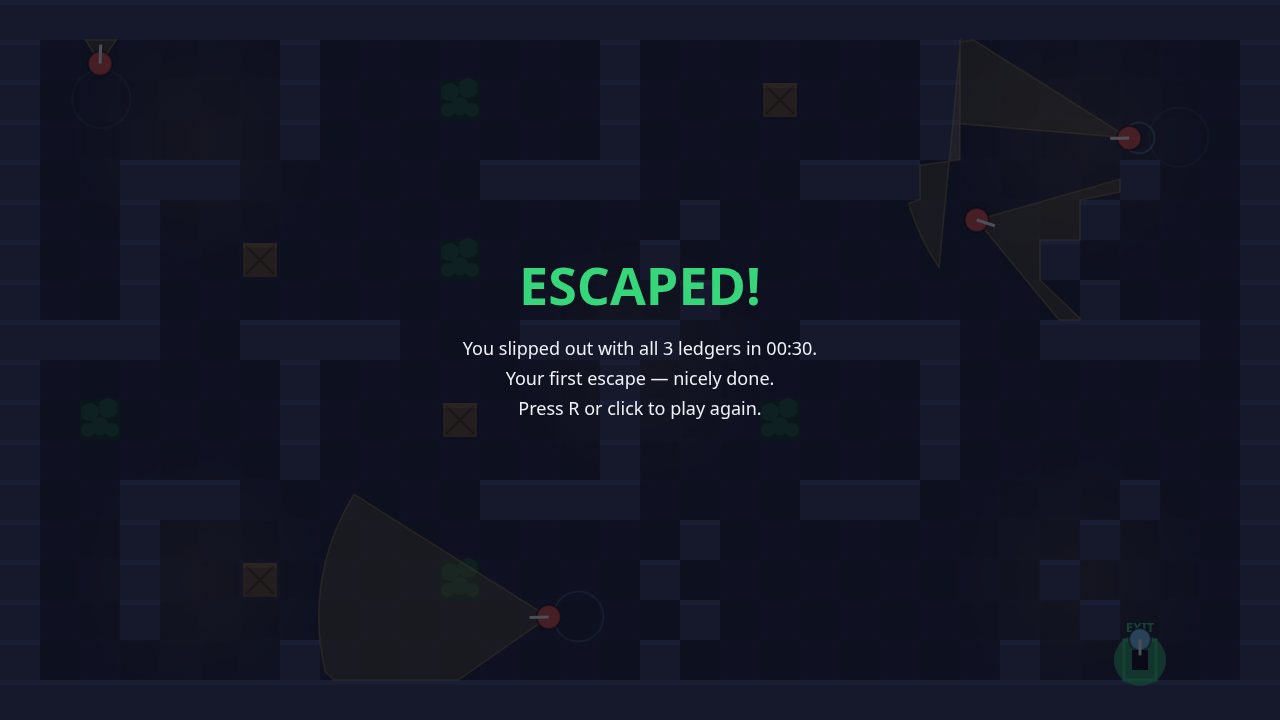 ESCAPED!
You slipped out with all 3 ledgers in 00:30.
Your first escape — nicely done.
Press R or click to play again.
EXIT